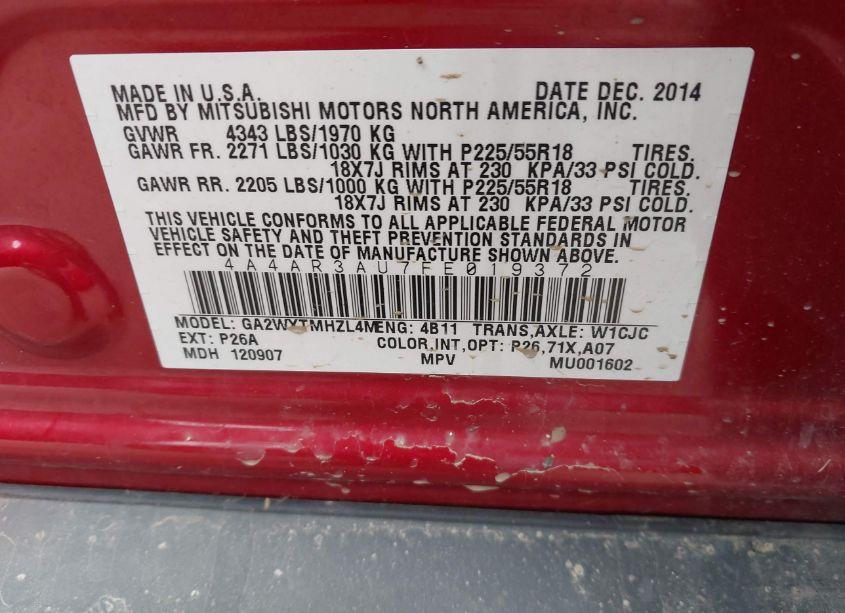 MADE IN U.S.A. DATE DEC. 2014
MFD BY MITSUBISHI MOTORS NORTH AMERICA, INC.
GVWR 4343 LBS/1970 KG
GAWR FR. 2271 LBS/1030 KG WITH P225/55R18 TIRES.
18X7J RIMS AT 230 KPA/33 PSI COLD.
GAWR RR. 2205 LBS/1000 KG WITH P225/55R18 TIRES.
18X7J RIMS AT 230 KPA/33 PSI COLD.
THIS VEHICLE CONFORMS TO ALL APPLICABLE FEDERAL MOTOR
VEHICLE SAFETY AND THEFT PREVENTION STANDARDS IN
EFFECT ON THE DATE OF MANUFACTURE SHOWN ABOVE.
4A4AR3AU7FE019372
MODEL: GA2WXTMHZL4M ENG: 4B11 TRANS,AXLE: W1CJC
EXT: P26A COLOR,INT,OPT: P26,71X,A07
MDH 120907 MPV MU001602